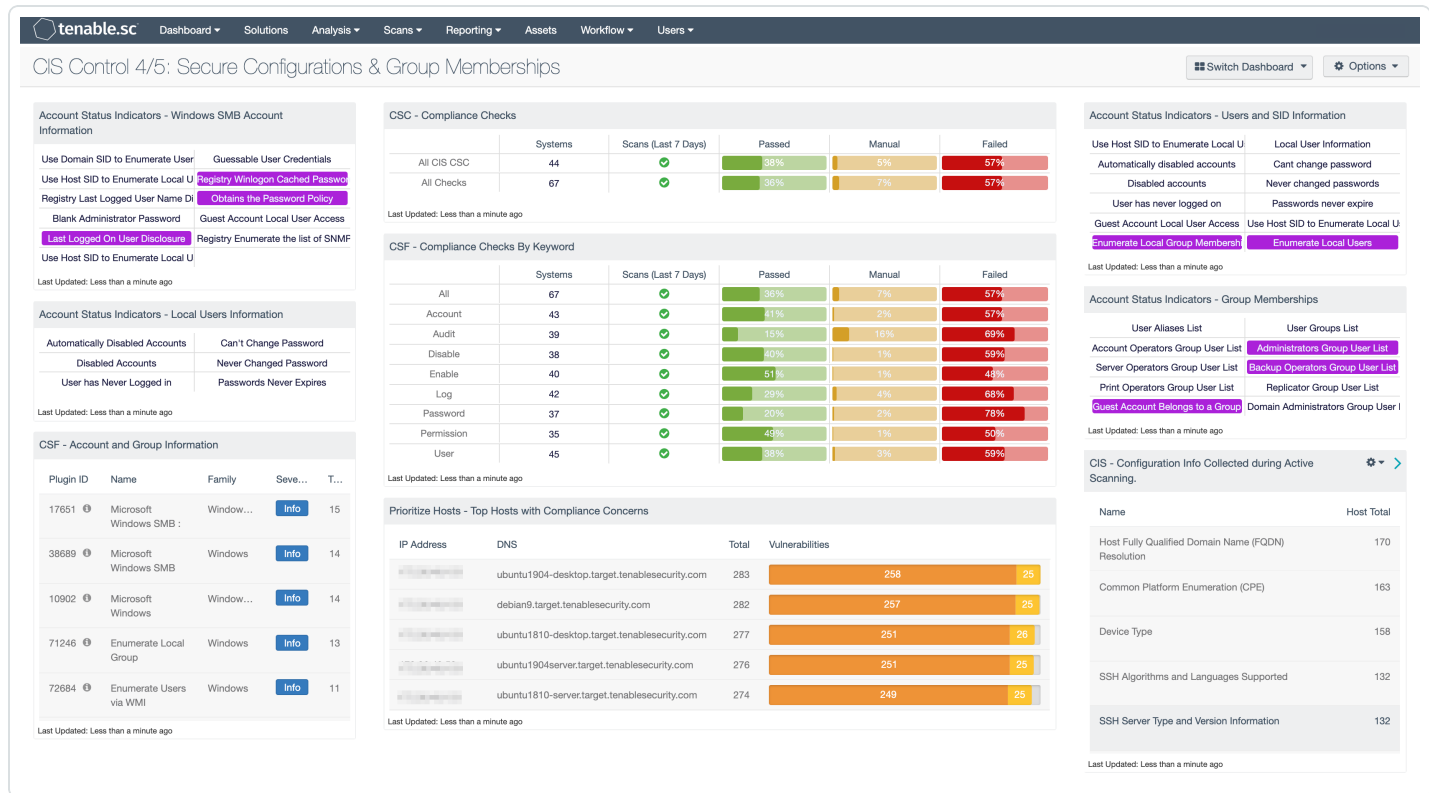 tenable.sc Dashboard Solutions Analysis Scans Reporting Assets Workflow Users
CIS Control 4/5: Secure Configurations & Group Memberships
Switch Dashboard Options
Account Status Indicators - Windows SMB Account
Information
Use Domain SID to Enumerate User Guessable User Credentials
Use Host SID to Enumerate Local U Registry Winlogon Cached Passwor
Registry Last Logged User Name Di Obtains the Password Policy
Blank Administrator Password Guest Account Local User Access
Last Logged On User Disclosure Registry Enumerate the list of SNMP
Use Host SID to Enumerate Local U
Last Updated: Less than a minute ago
Account Status Indicators - Local Users Information
Automatically Disabled Accounts Can't Change Password
Disabled Accounts Never Changed Password
User has Never Logged in Passwords Never Expires
Last Updated: Less than a minute ago
CSF - Account and Group Information
Plugin ID Name Family Seve... T...
17651 Microsoft Window... Info 15
Windows SMB :
38689 Microsoft Windows Info 14
Windows SMB
10902 Microsoft Window... Info 14
Windows
71246 Enumerate Local Windows Info 13
Group
72684 Enumerate Users Windows Info 11
via WMI
Last Updated: Less than a minute ago
CSC - Compliance Checks
Systems Scans (Last 7 Days) Passed Manual Failed
All CIS CSC 44 38% 5% 57%
All Checks 67 36% 7% 57%
Last Updated: Less than a minute ago
CSF - Compliance Checks By Keyword
Systems Scans (Last 7 Days) Passed Manual Failed
All 67 36% 7% 57%
Account 43 41% 2% 57%
Audit 39 15% 16% 69%
Disable 38 40% 1% 59%
Enable 40 51% 1% 48%
Log 42 29% 4% 68%
Password 37 20% 2% 78%
Permission 35 49% 1% 50%
User 45 38% 3% 59%
Last Updated: Less than a minute ago
Prioritize Hosts - Top Hosts with Compliance Concerns
IP Address DNS Total Vulnerabilities
ubuntu1904-desktop.target.tenablesecurity.com 283 258 25
debian9.target.tenablesecurity.com 282 257 25
ubuntu1810-desktop.target.tenablesecurity.com 277 251 26
ubuntu1904server.target.tenablesecurity.com 276 251 25
ubuntu1810-server.target.tenablesecurity.com 274 249 25
Last Updated: Less than a minute ago
Account Status Indicators - Users and SID Information
Use Host SID to Enumerate Local U Local User Information
Automatically disabled accounts Cant change password
Disabled accounts Never changed passwords
User has never logged on Passwords never expire
Guest Account Local User Access Use Host SID to Enumerate Local U
Enumerate Local Group Membershi Enumerate Local Users
Last Updated: Less than a minute ago
Account Status Indicators - Group Memberships
User Aliases List User Groups List
Account Operators Group User List Administrators Group User List
Server Operators Group User List Backup Operators Group User List
Print Operators Group User List Replicator Group User List
Guest Account Belongs to a Group Domain Administrators Group User
Last Updated: Less than a minute ago
CIS - Configuration Info Collected during Active
Scanning.
Name Host Total
Host Fully Qualified Domain Name (FQDN) 170
Resolution
Common Platform Enumeration (CPE) 163
Device Type 158
SSH Algorithms and Languages Supported 132
SSH Server Type and Version Information 132
Last Updated: Less than a minute ago